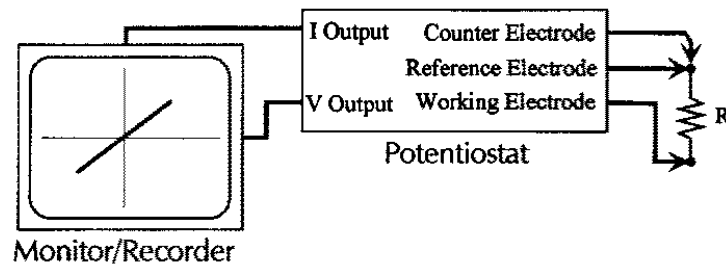 I Output
Counter Electrode
Reference Electrode
V Output
Working Electrode
R
Potentiostat
Monitor/Recorder